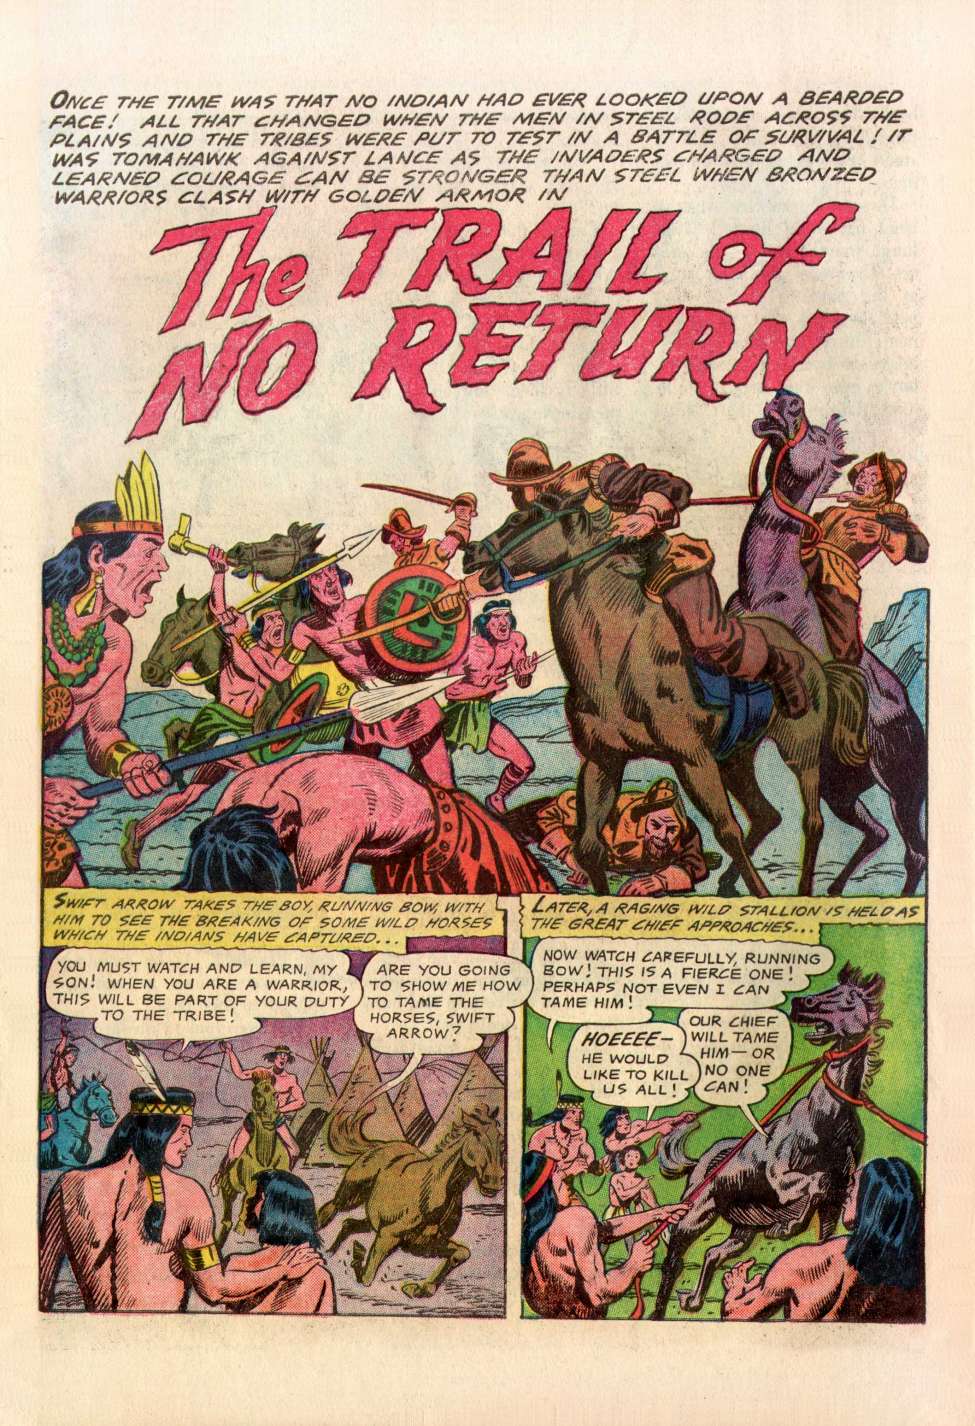 ONCE THE TIME WAS THAT NO INDIAN HAD EVER LOOKED UPON A BEARDED
FACE! ALL THAT CHANGED WHEN THE MEN IN STEEL RODE ACROSS THE
PLAINS AND THE TRIBES WERE PUT TO TEST IN A BATTLE OF SURVIVAL! IT
WAS TOMAHAWK AGAINST LANCE AS THE INVADERS CHARGED AND
LEARNED COURAGE CAN BE STRONGER THAN STEEL WHEN BRONZED
WARRIORS CLASH WITH GOLDEN ARMOR IN
The TRAIL of
NO RETURN
SWIFT ARROW TAKES THE BOY, RUNNING BOW, WITH
HIM TO SEE THE BREAKING OF SOME WILD HORSES
WHICH THE INDIANS HAVE CAPTURED...
YOU MUST WATCH AND LEARN, MY
SON! WHEN YOU ARE A WARRIOR,
THIS WILL BE PART OF YOUR DUTY
TO THE TRIBE!
ARE YOU GOING
TO SHOW ME HOW
TO TAME THE
HORSES, SWIFT
ARROW?
LATER, A RAGING WILD STALLION IS HELD AS
THE GREAT CHIEF APPROACHES...
NOW WATCH CAREFULLY, RUNNING
BOW! THIS IS A FIERCE ONE!
PERHAPS NOT EVEN I CAN
TAME HIM!
HOEEEE—
HE WOULD
LIKE TO KILL
US ALL!
OUR CHIEF
WILL TAME
HIM—OR
NO ONE
CAN!